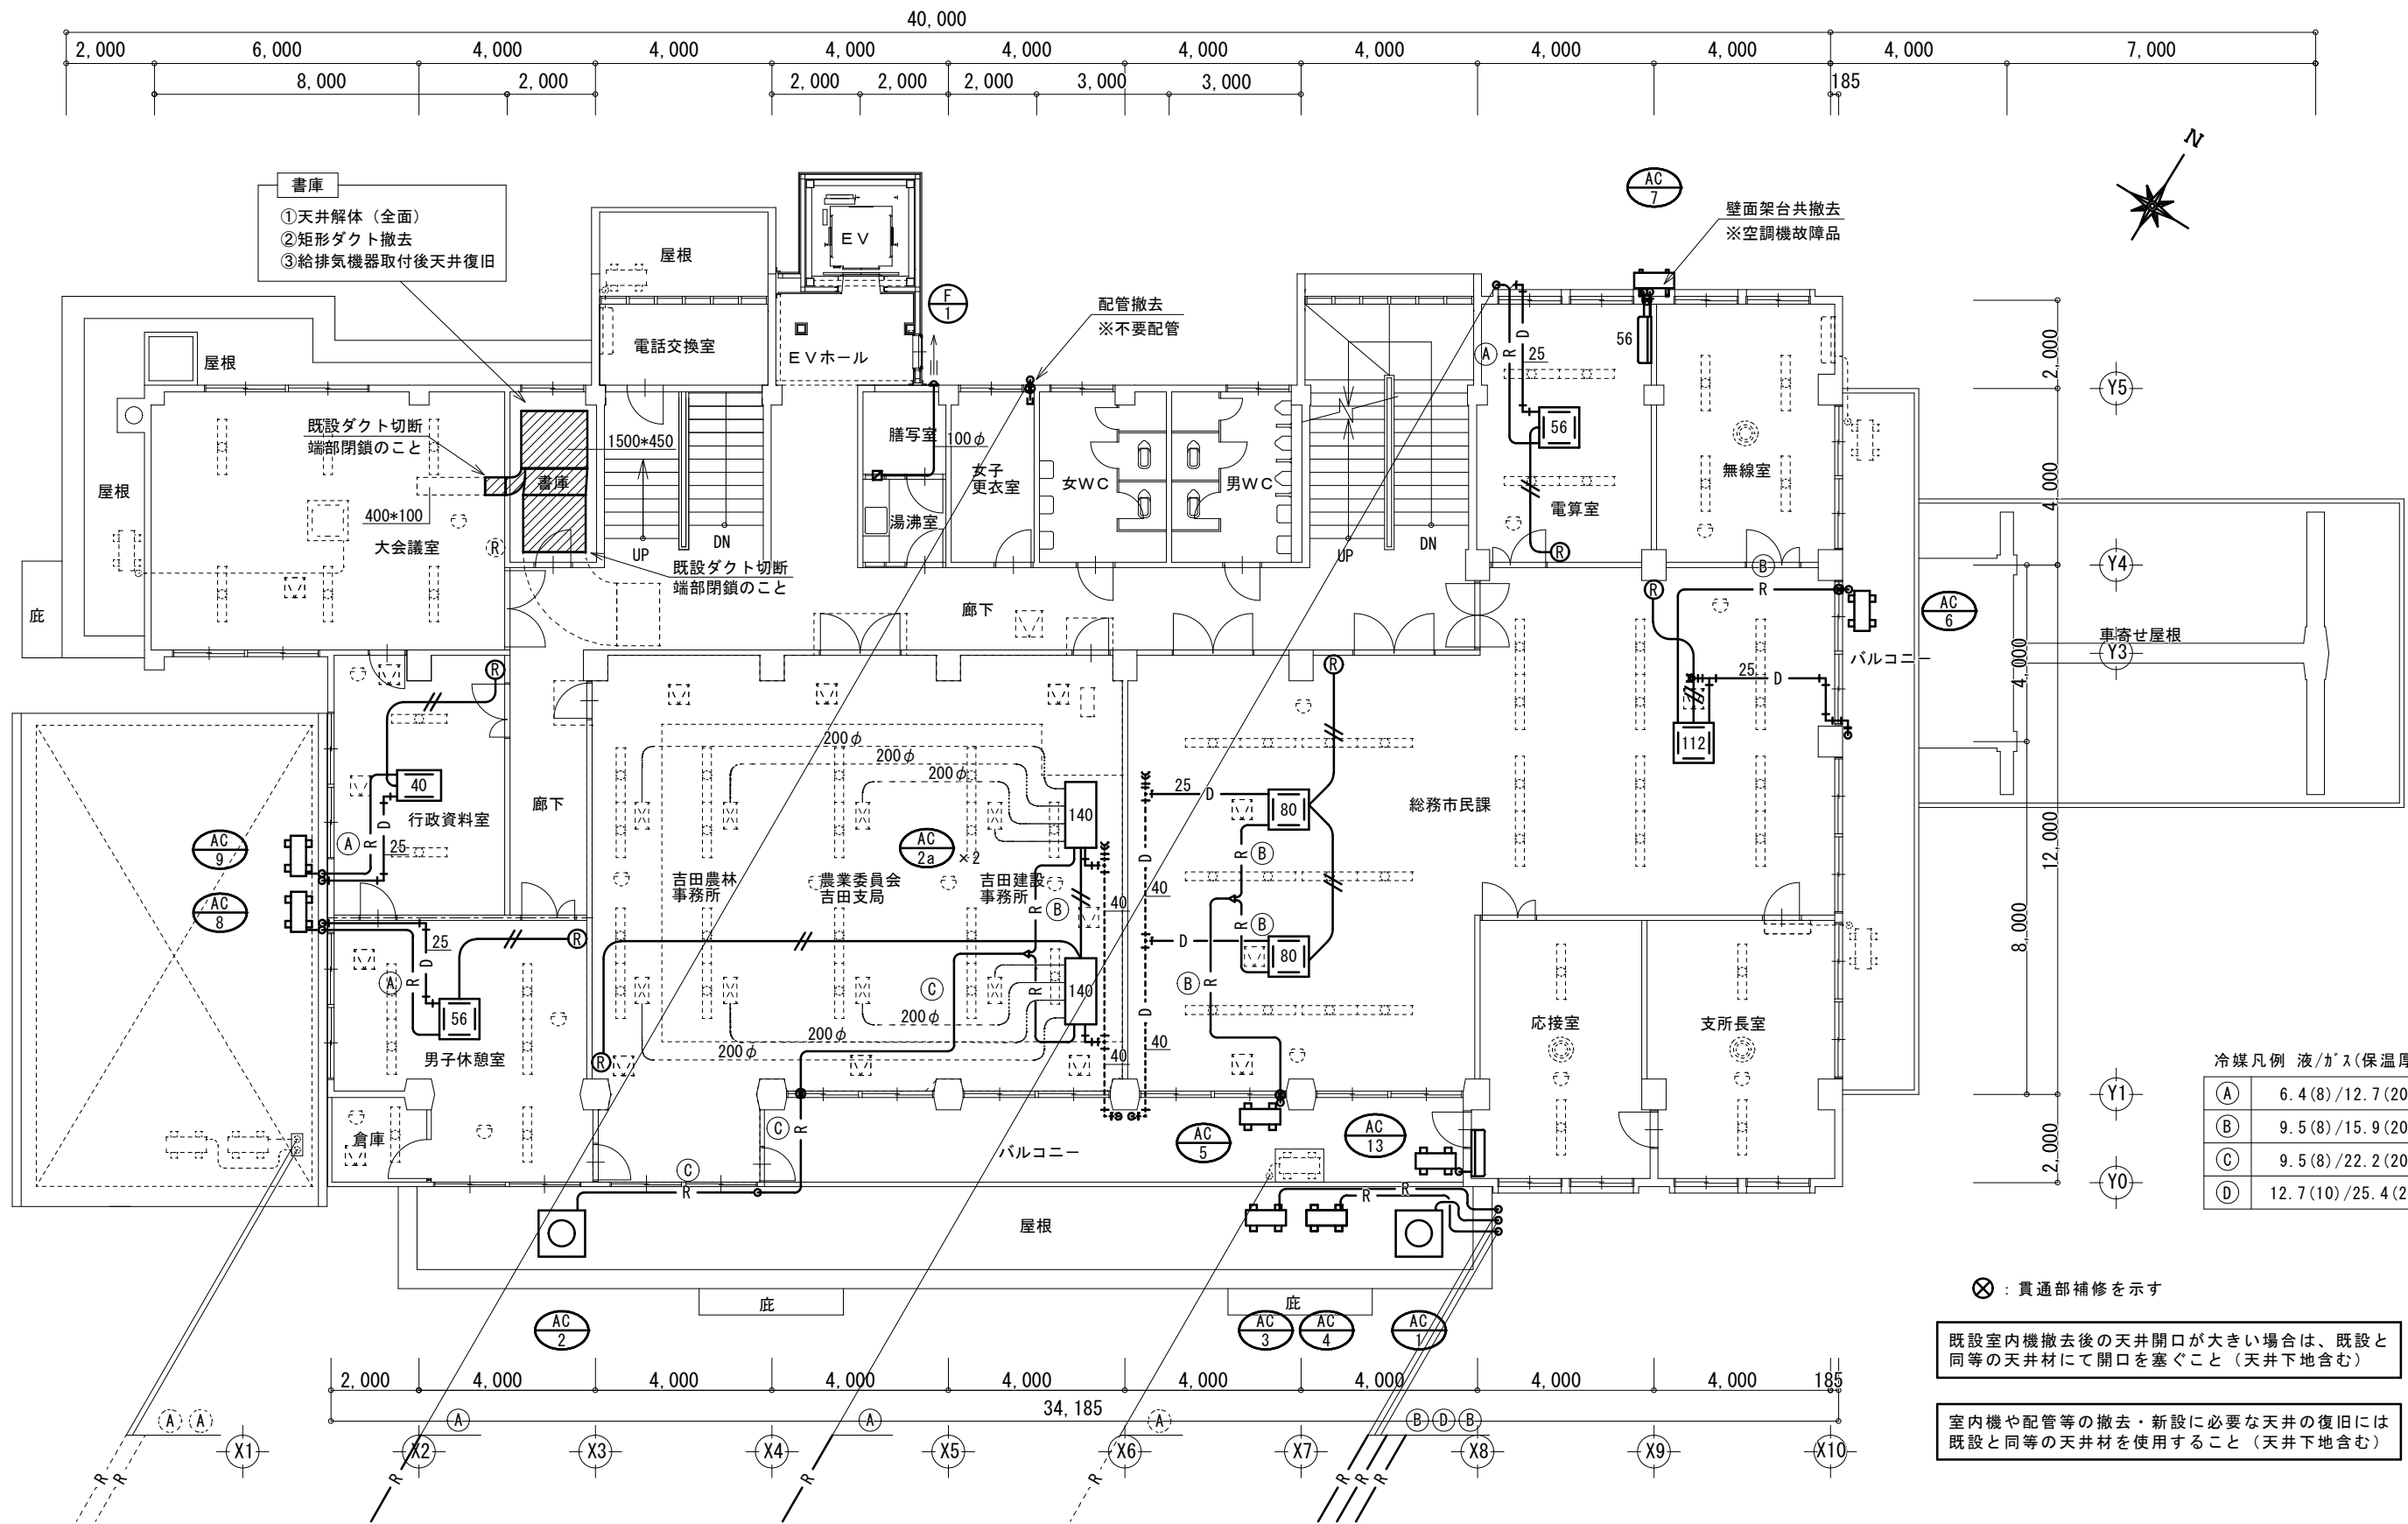 40,000
2,000 6,000 4,000 4,000 4,000 4,000 4,000 4,000 4,000 4,000 4,000 7,000
8,000 2,000 2,000 2,000 2,000 3,000 3,000 185
N
書庫
①天井解体（全面）
②矩形ダクト撤去
③給排気機器取付後天井復旧
AC
7
壁面架台共撤去
※空調機故障品
屋根
EV
F
1
配管撤去
※不要配管
電話交換室
EVホール
屋根
56
A R D 25
2,000
Y5
既設ダクト切断
端部閉鎖のこと
1500*450
謄写室
100φ
女子
更衣室
女WC
男WC
56
無線室
屋根
書庫
400*100
大会議室
R
湯沸室
電算室
4,000
UP
DN
UP
DN
R
既設ダクト切断
端部閉鎖のこと
B
R
R
Y4
庇
廊下
AC
6
車寄せ屋根
バルコニー
Y3
4,000
R
R
25 D
200φ
200φ
200φ
112
40
行政資料室
廊下
25 D
80
総務市民課
140
AC
9
A R D
25
AC
2a
×2
D
R B
12,000
AC
8
吉田農林
事務所
農業委員会
吉田支局
吉田建設
事務所
R
B
40
40
R B
25
R
D
D
80
8,000
A R
C
R
B R
140
D
56
200φ
200φ
40
40
応接室
支所長室
男子休憩室
R
冷媒凡例 液/ガス(保温厚
A 6.4(8)/12.7(20
B 9.5(8)/15.9(20
C 9.5(8)/22.2(20
D 12.7(10)/25.4(2
Y1
倉庫
C R
AC
5
AC
13
バルコニー
C
R
2,000
Y0
R R
屋根
：貫通部補修を示す
庇
庇
AC
2
AC
3
AC
4
AC
1
既設室内機撤去後の天井開口が大きい場合は、既設と
同等の天井材にて開口を塞ぐこと（天井下地含む）
2,000 4,000 4,000 4,000 4,000 4,000 4,000 4,000 4,000 185
34,185
A A A A A B D B
室内機や配管等の撤去・新設に必要な天井の復旧には
既設と同等の天井材を使用すること（天井下地含む）
X1 X2 X3 X4 X5 X6 X7 X8 X9 X10
R R R R R R R R